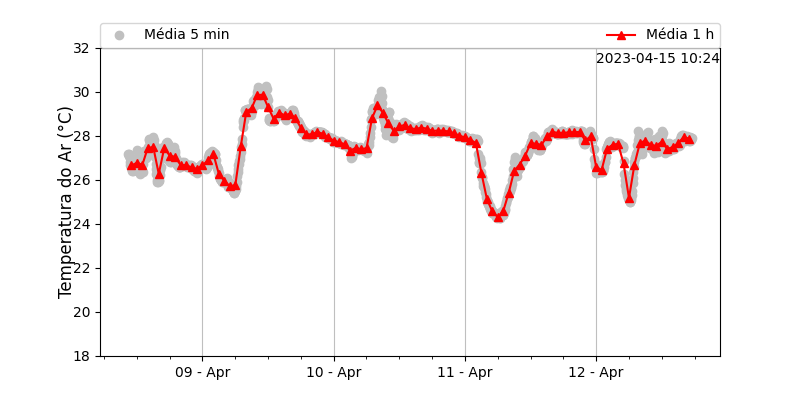 Média 5 min
Média 1 h
2023-04-15 10:24
Temperatura do Ar (°C)
32
30
28
26
24
22
20
18
09 - Apr
10 - Apr
11 - Apr
12 - Apr